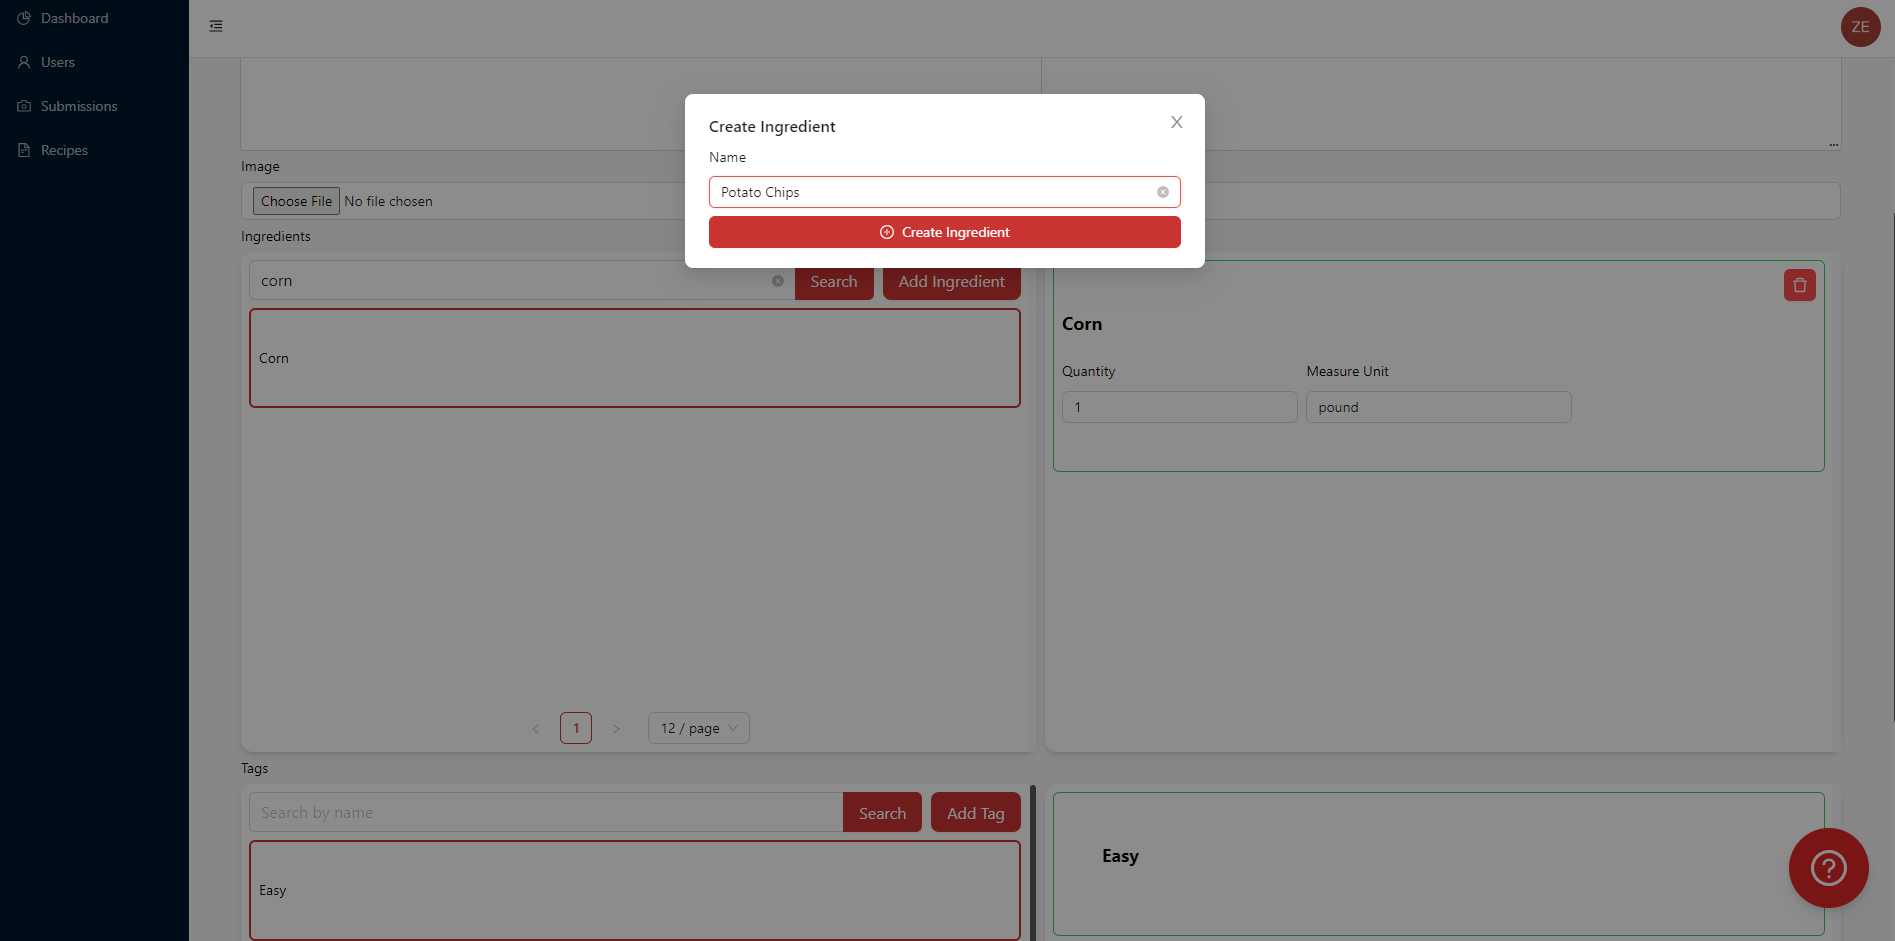 Dashboard
Users
Submissions
Recipes
ZE
Create Ingredient
Name
Potato Chips
Create Ingredient
...
Image
Choose File No file chosen
Ingredients
corn
Search
Add Ingredient
Corn
Corn
Quantity
Measure Unit
1
pound
< 1 >
12 / page
Tags
Search by name
Search
Add Tag
Easy
Easy
?